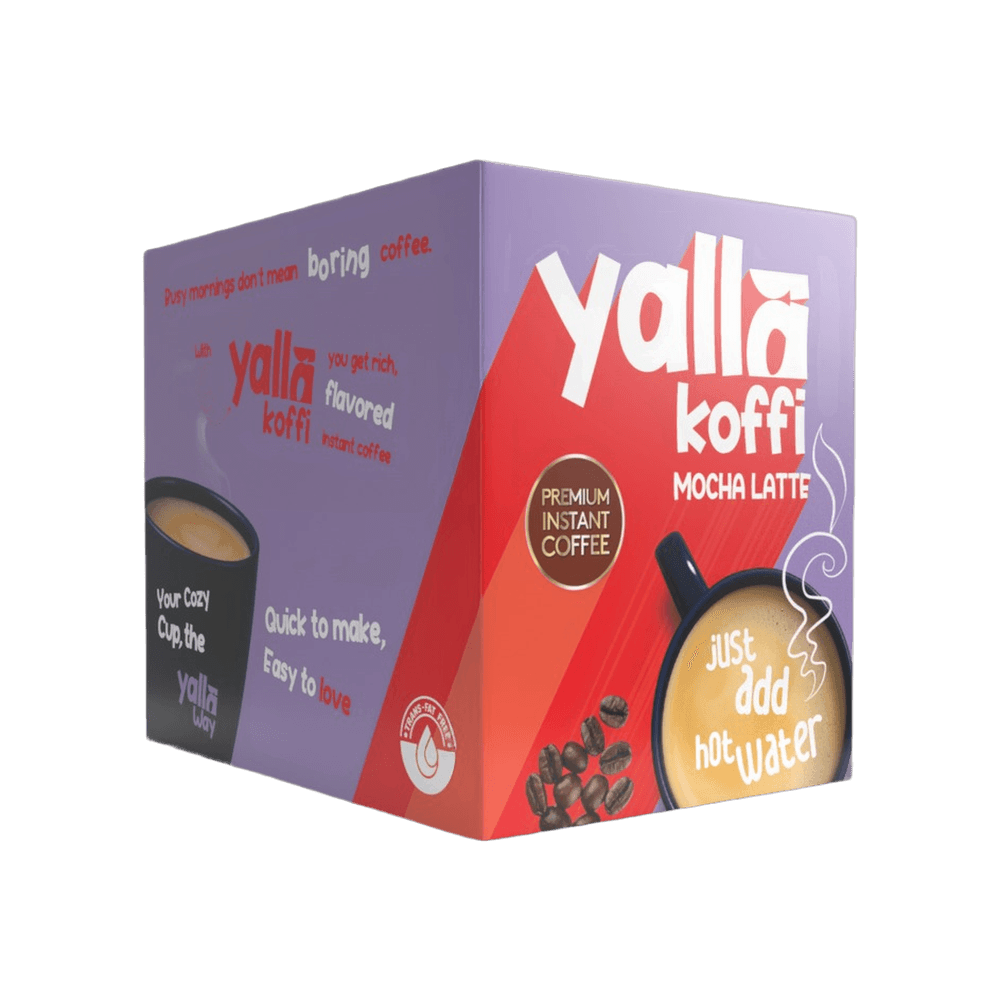 Busy mornings don't mean boring coffee.
with
yallā
koffi
you get rich,
flavored
instant coffee
Your Cozy
Cup, the
yallā
way
Quick to make,
Easy to love
TRANS-FAT FREE
yallā
koffi
MOCHA LATTE
PREMIUM
INSTANT
COFFEE
just
add
hot water